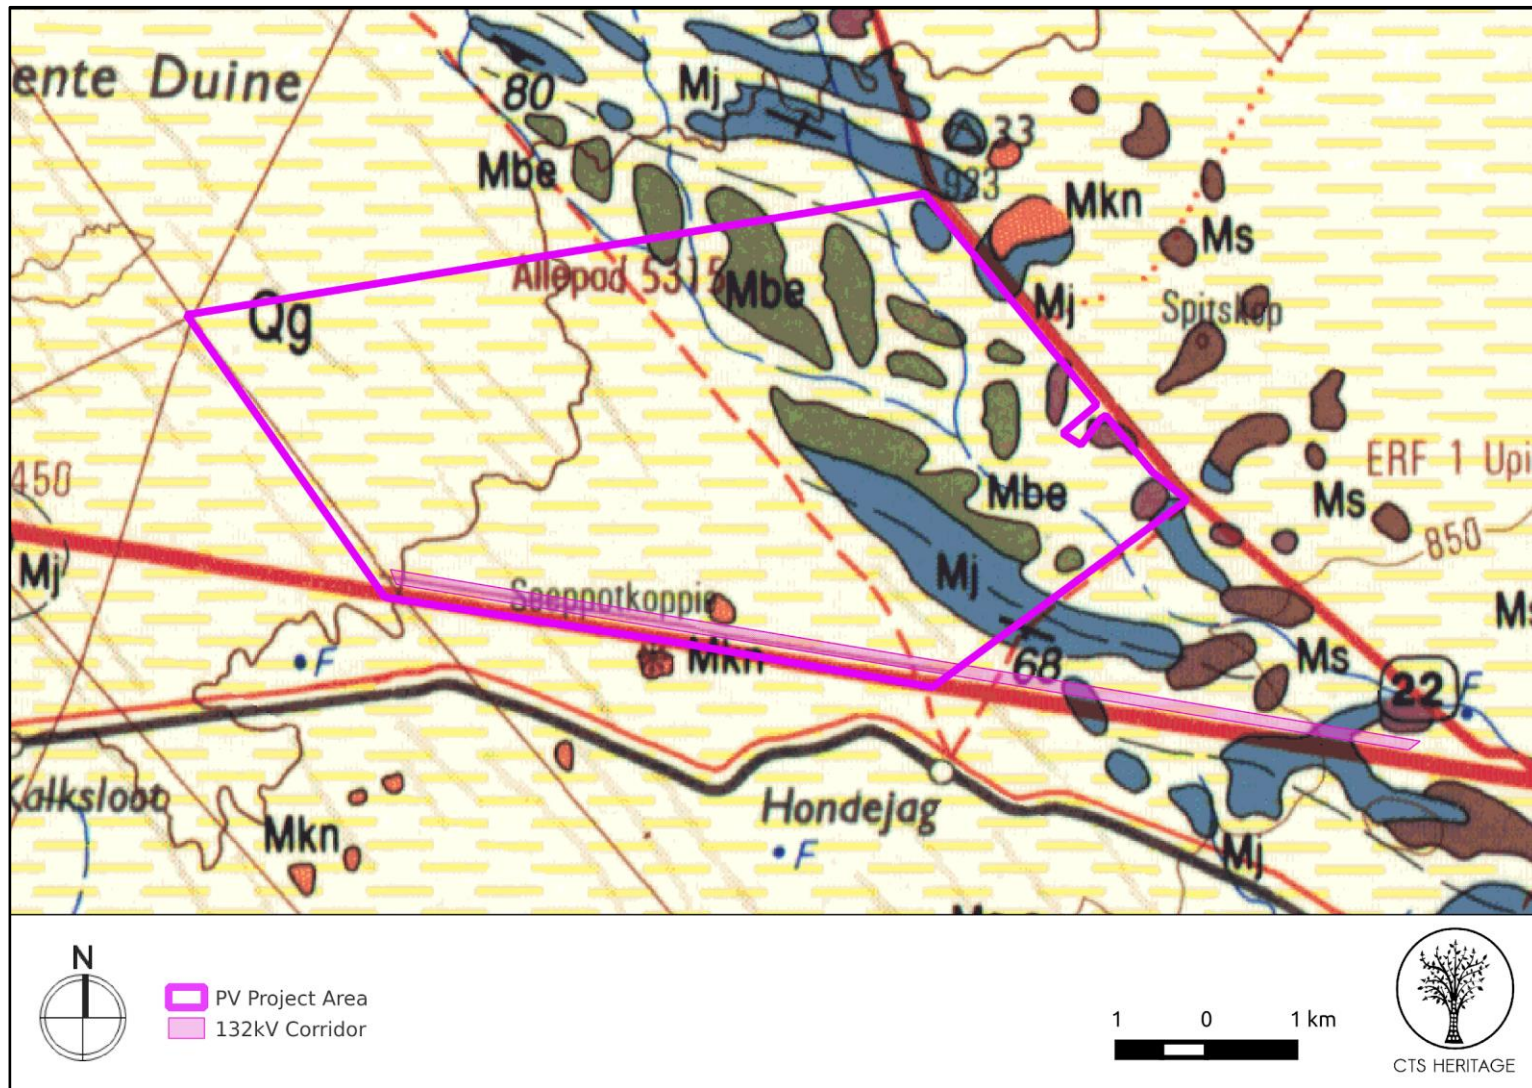 ente Duine
80
Mj
33
Mbe
933
Mkn
Ms
Allepad 5315
Mbe
Qg
Mj
Spitskop
450
ERF 1 Upi
Mbe
Ms
850
Mj
Mj
Seeppotkoppie
Ms
Mkn
68
Ms
F
22
F
Kalksloot
Hondejag
Mkn
F
Mj
N
PV Project Area
132kV Corridor
1 0 1 km
CTS HERITAGE